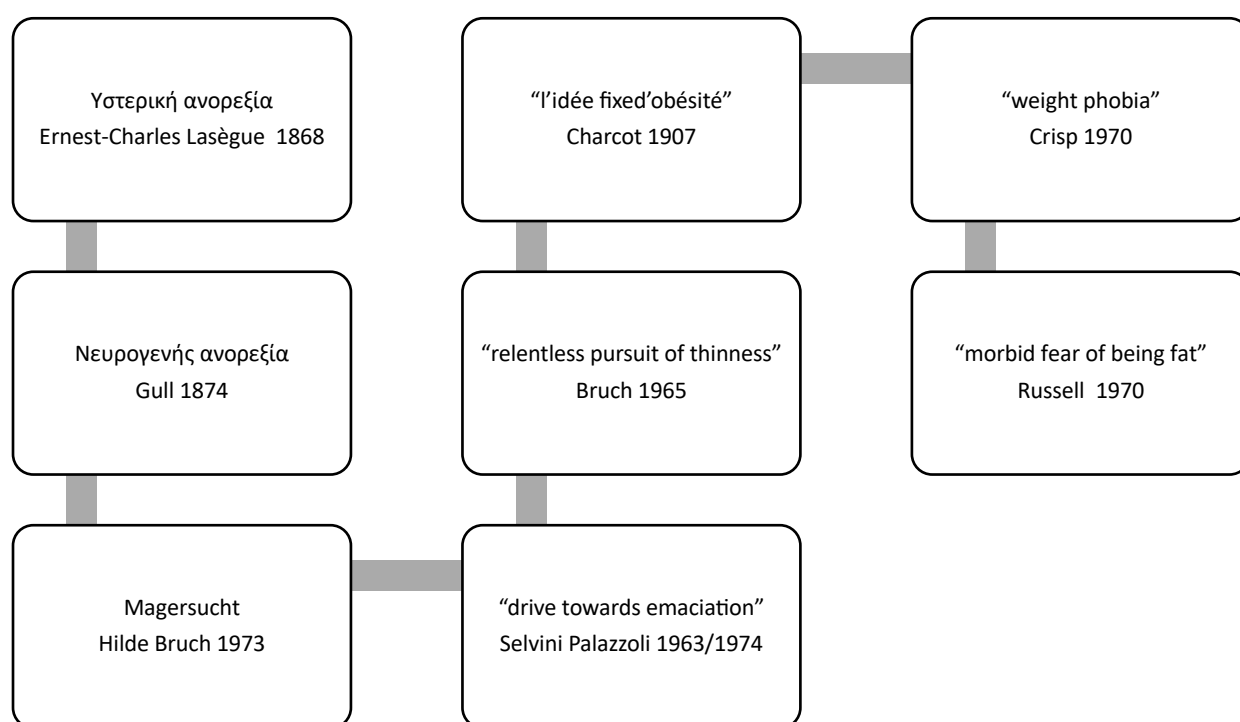 Υστερική ανορεξία
Ernest-Charles Lasègue 1868
Νευρογενής ανορεξία
Gull 1874
Magersucht
Hilde Bruch 1973
“drive towards emaciation”
Selvini Palazzoli 1963/1974
“relentless pursuit of thinness”
Bruch 1965
“l’idée fixed’obésité”
Charcot 1907
“weight phobia”
Crisp 1970
“morbid fear of being fat”
Russell 1970